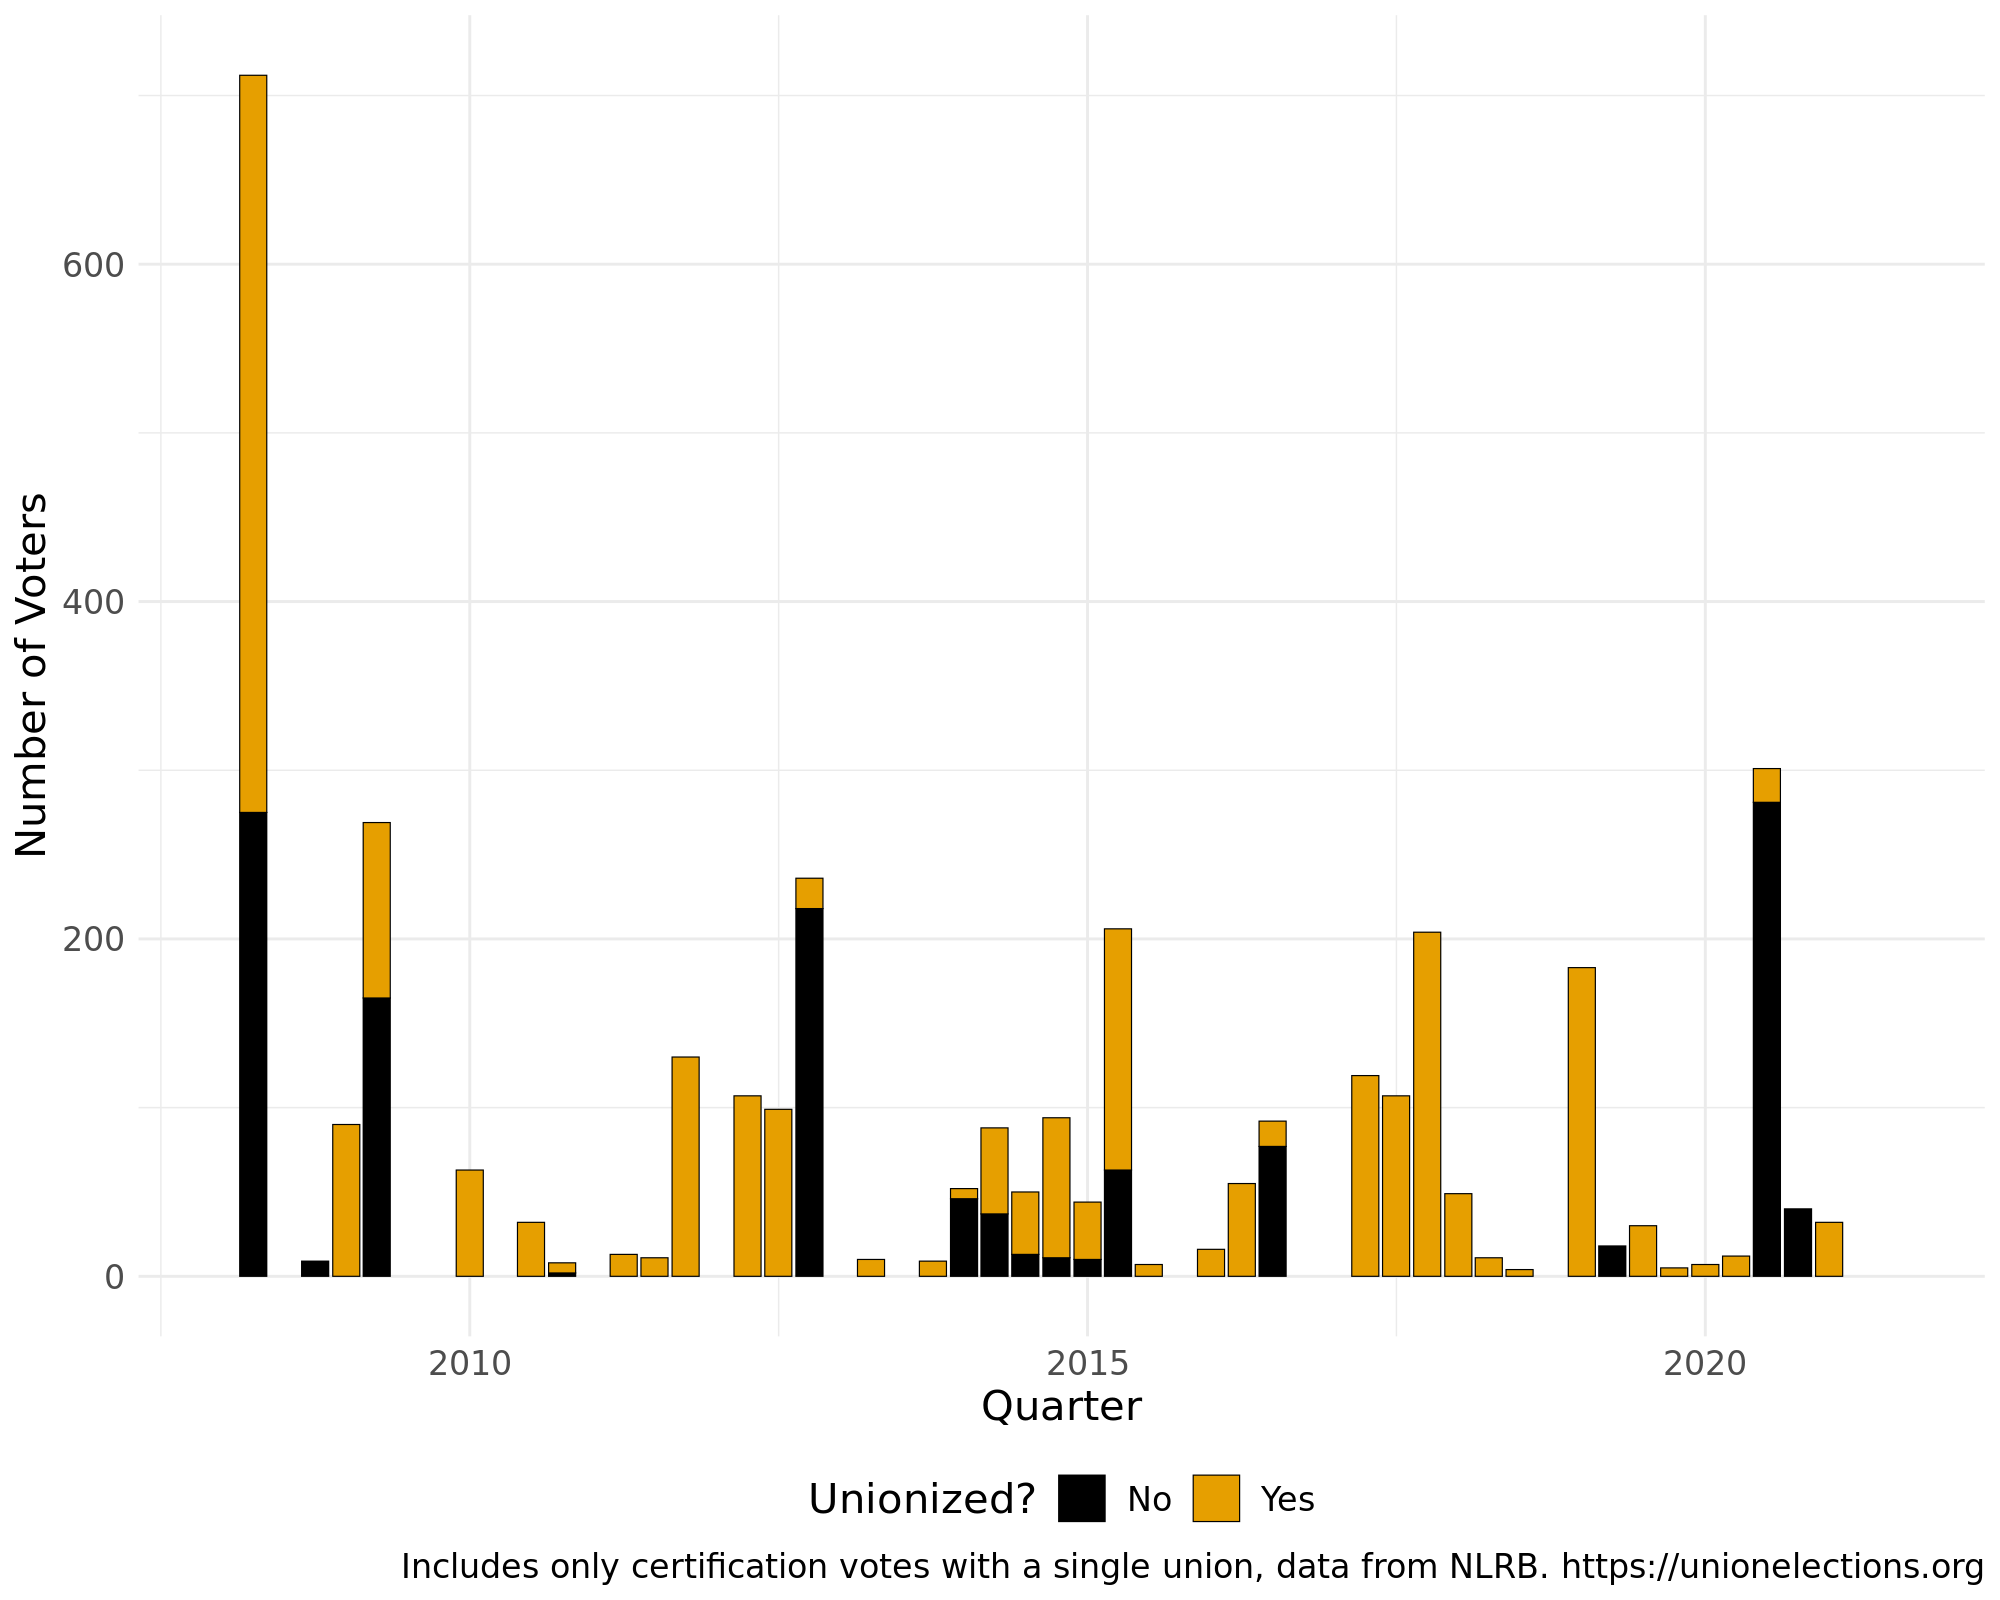 600
400
200
0
Number of Voters
2010 2015 2020
Quarter
Unionized? No Yes
Includes only certification votes with a single union, data from NLRB. https://unionelections.org